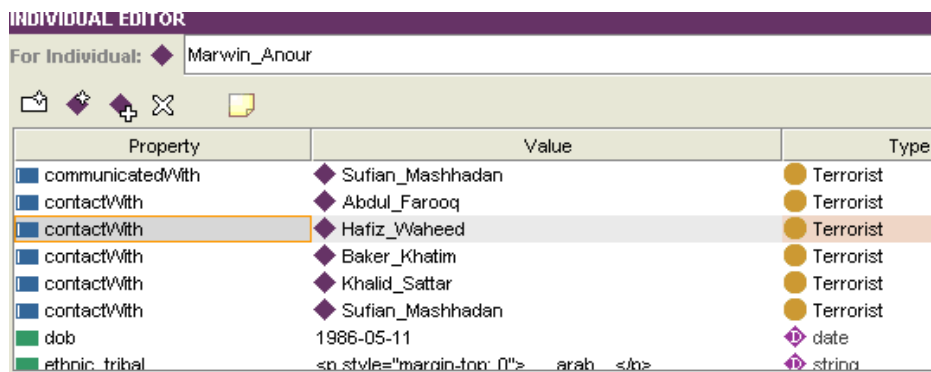 INDIVIDUAL EDITOR
For Individual: Marwin_Anour
Property Value Type
communicatedWith Sufian_Mashhadan Terrorist
contactWith Abdul_Farooq Terrorist
contactWith Hafiz_Waheed Terrorist
contactWith Baker_Khatim Terrorist
contactWith Khalid_Sattar Terrorist
contactWith Sufian_Mashhadan Terrorist
dob 1986-05-11 D date
ethnic_tribal <p style="margin-top: 0"> arab </p> D string